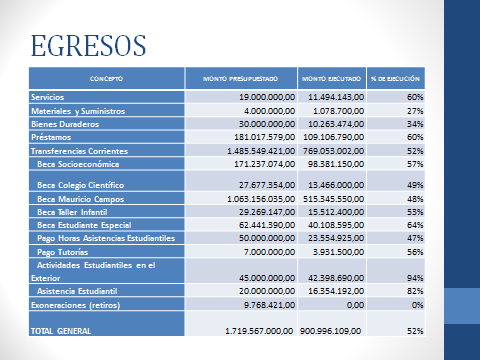 EGRESOS
CONCEPTO MONTO PRESUPUESTADO MONTO EJECUTADO % DE EJECUCIÓN
Servicios 19.000.000,00 11.494.143,00 60%
Materiales y Suministros 4.000.000,00 1.078.700,00 27%
Bienes Duraderos 30.000.000,00 10.263.474,00 34%
Préstamos 181.017.579,00 109.106.790,00 60%
Transferencias Corrientes 1.485.549.421,00 769.053.002,00 52%
Beca Socioeconómica 171.237.074,00 98.381.150,00 57%
Beca Colegio Científico 27.677.354,00 13.466.000,00 49%
Beca Mauricio Campos 1.063.156.035,00 515.345.550,00 48%
Beca Taller Infantil 29.269.147,00 15.512.400,00 53%
Beca Estudiante Especial 62.441.390,00 40.108.595,00 64%
Pago Horas Asistencias Estudiantiles 50.000.000,00 23.554.925,00 47%
Pago Tutorías 7.000.000,00 3.931.500,00 56%
Actividades Estudiantiles en el
Exterior 45.000.000,00 42.398.690,00 94%
Asistencia Estudiantil 20.000.000,00 16.354.192,00 82%
Exoneraciones (retiros) 9.768.421,00 0,00 0%
TOTAL GENERAL 1.719.567.000,00 900.996.109,00 52%